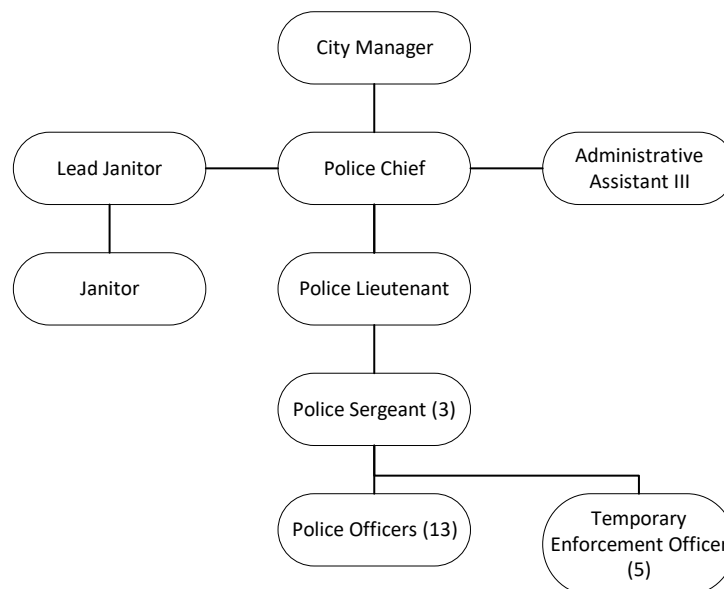 City Manager
Lead Janitor
Police Chief
Administrative
Assistant III
Janitor
Police Lieutenant
Police Sergeant (3)
Police Officers (13)
Temporary
Enforcement Officer
(5)